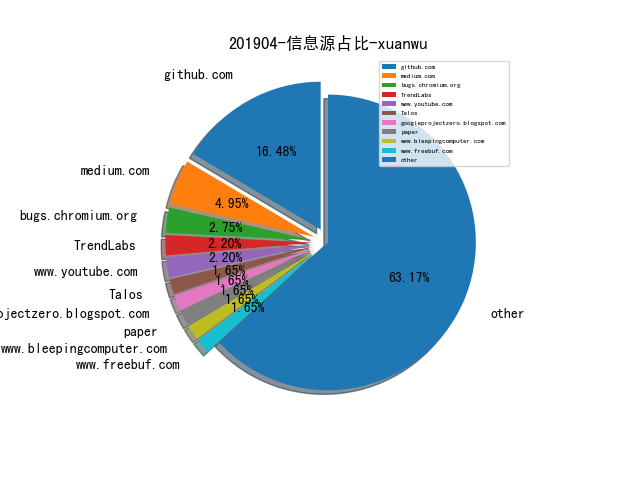 201904-信息源占比-xuanwu
github.com
medium.com
bugs.chromium.org
TrendLabs
www.youtube.com
Talos
ojectzero.blogspot.com
paper
www.bleepingcomputer.com
www.freebuf.com
other
16.48%
4.95%
2.75%
2.20%
2.20%
1.65%
1.65%
1.65%
1.65%
1.65%
63.17%
github.com
medium.com
bugs.chromium.org
TrendLabs
www.youtube.com
Talos
googleprojectzero.blogspot.com
paper
www.bleepingcomputer.com
www.freebuf.com
other